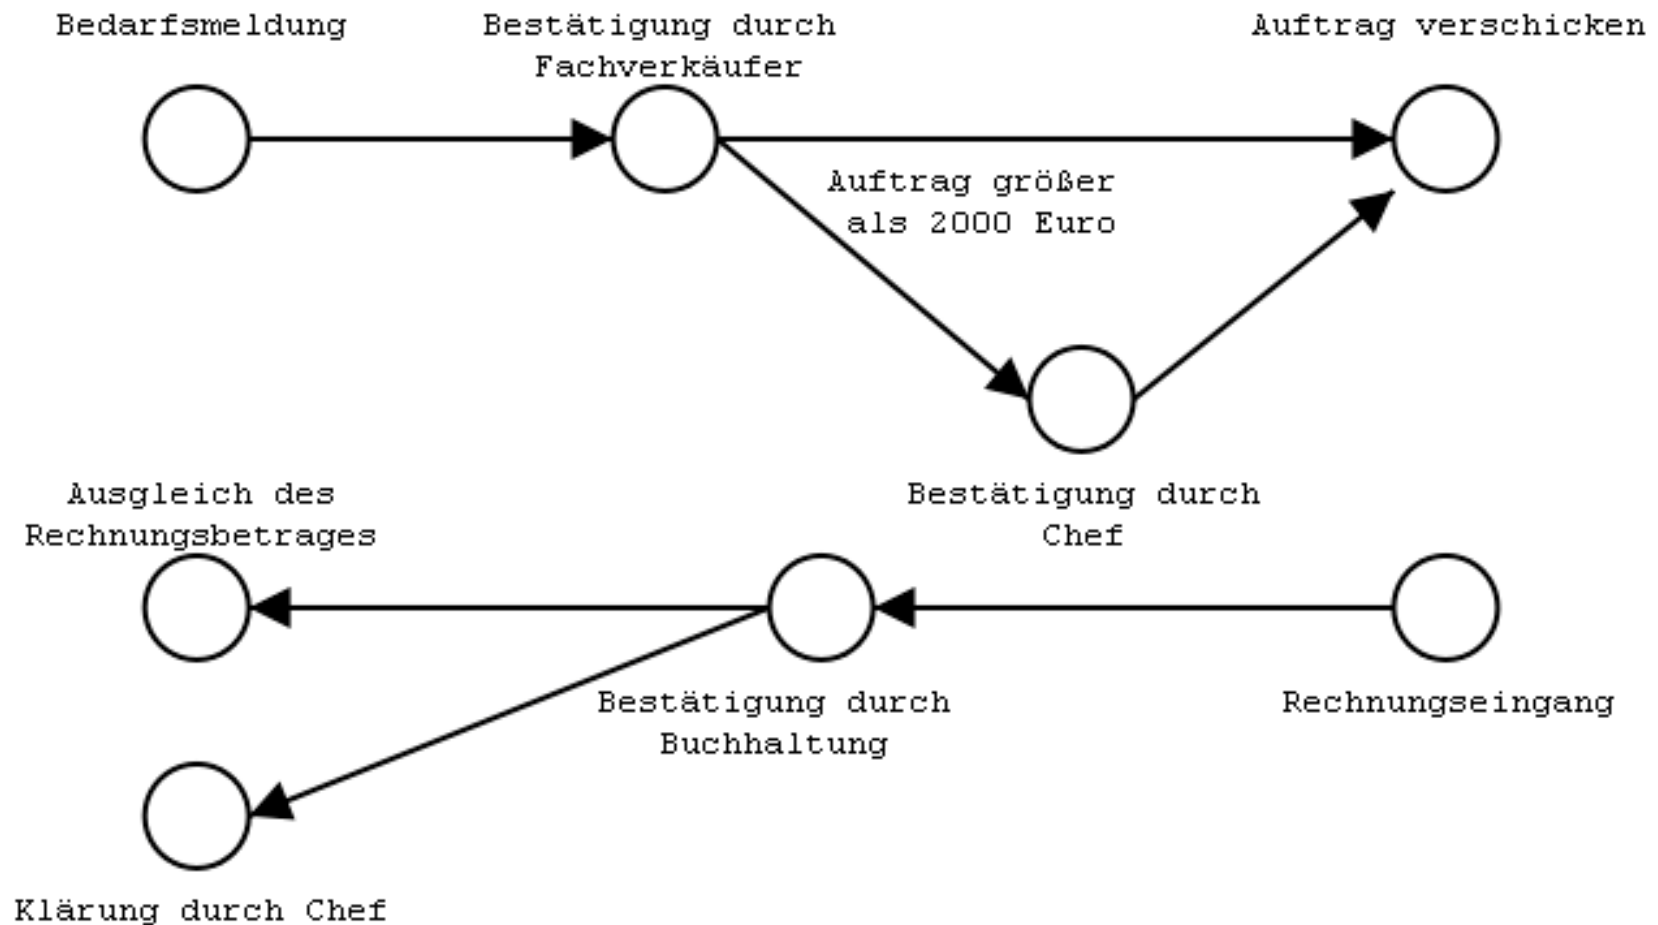 Bedarfsmeldung
Bestätigung durch
Fachverkäufer
Auftrag verschicken
Auftrag größer
als 2000 Euro
Bestätigung durch
Chef
Ausgleich des
Rechnungsbetrages
Bestätigung durch
Buchhaltung
Rechnungseingang
Klärung durch Chef